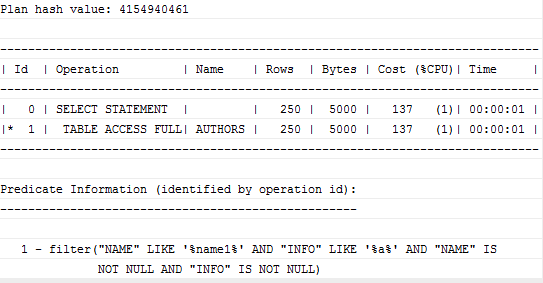 Plan hash value: 4154940461
-------------------------------------------------------------------------------
| Id  | Operation         | Name    | Rows  | Bytes | Cost (%CPU)| Time     |
-------------------------------------------------------------------------------
|   0 | SELECT STATEMENT  |         |   250 |  5000 |   137   (1)| 00:00:01 |
|*  1 |  TABLE ACCESS FULL| AUTHORS |   250 |  5000 |   137   (1)| 00:00:01 |
-------------------------------------------------------------------------------
Predicate Information (identified by operation id):
---------------------------------------------------
1 - filter("NAME" LIKE '%name1%' AND "INFO" LIKE '%a%' AND "NAME" IS
NOT NULL AND "INFO" IS NOT NULL)